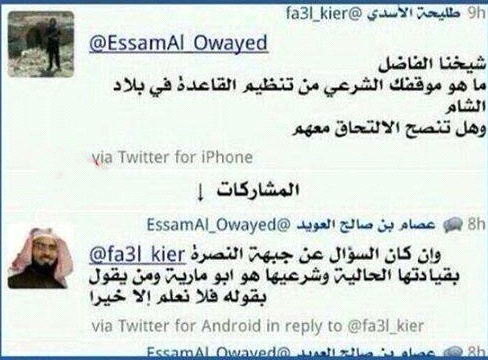 طليحة الأسدي @fa3l_kier 9h
@EssamAl_Owayed
شيخنا الفاضل
ما هو موقفك الشرعي من تنظيم القاعدة في بلاد
الشام
وهل تنصح الالتحاق معهم
via Twitter for iPhone
المشاركات ↓
عصام بن صالح العويد @EssamAl_Owayed 8h
@fa3l_kier وإن كان السؤال عن جبهة النصرة
بقيادتها الحالية وشرعيها هو ابو مارية ومن يقول
بقوله فلا نعلم إلا خيرا
via Twitter for Android in reply to @fa3l_kier
عصام بن صالح العويد @EssamAl_Owayed 8h